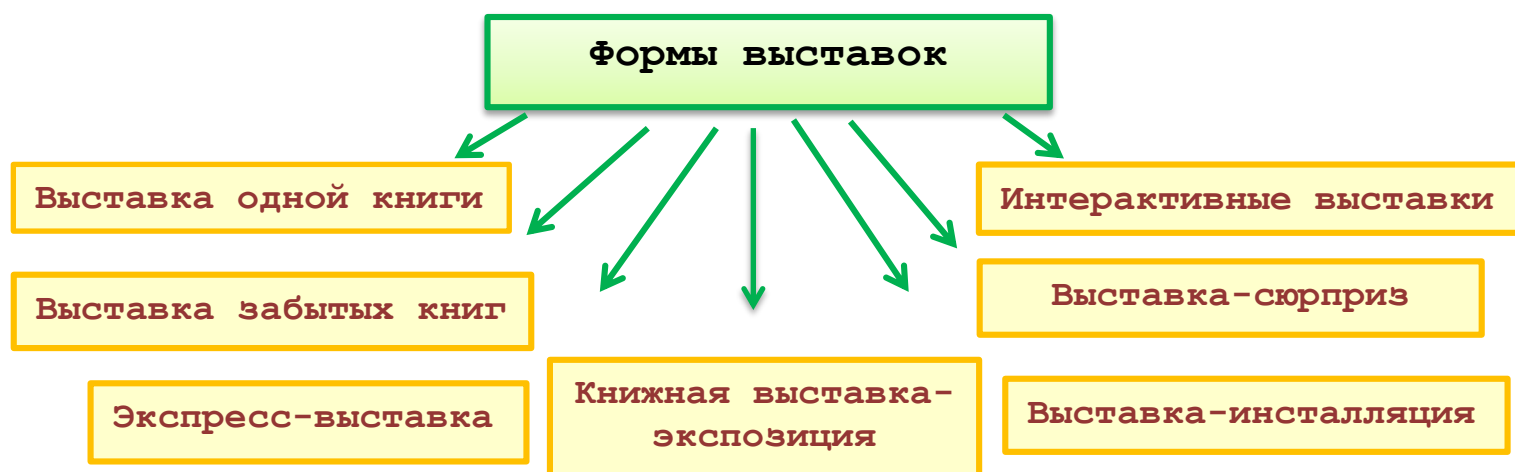 Формы выставок
Выставка одной книги
Интерактивные выставки
Выставка забытых книг
Выставка-сюрприз
Экспресс-выставка
Книжная выставка-
экспозиция
Выставка-инсталляция